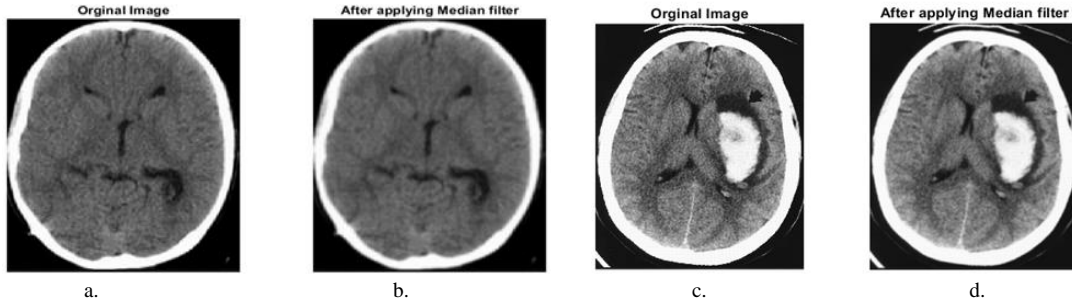 Orginal Image
After applying Median filter
Orginal Image
After applying Median filter
a.
b.
c.
d.